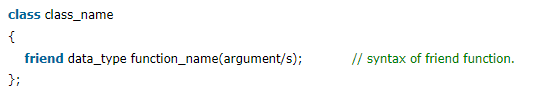 class class_name
{
friend data_type function_name(argument/s); // syntax of friend function.
};